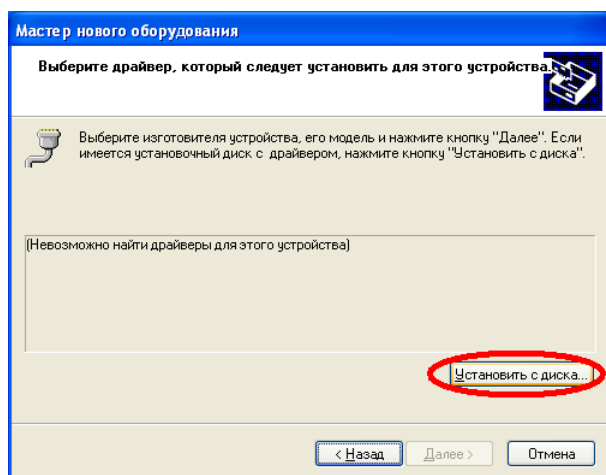 Мастер нового оборудования
Выберите драйвер, который следует установить для этого устройства.
Выберите изготовителя устройства, его модель и нажмите кнопку "Далее". Если
имеется установочный диск с драйвером, нажмите кнопку "Установить с диска".
(Невозможно найти драйверы для этого устройства)
Установить с диска...
< Назад Далее > Отмена